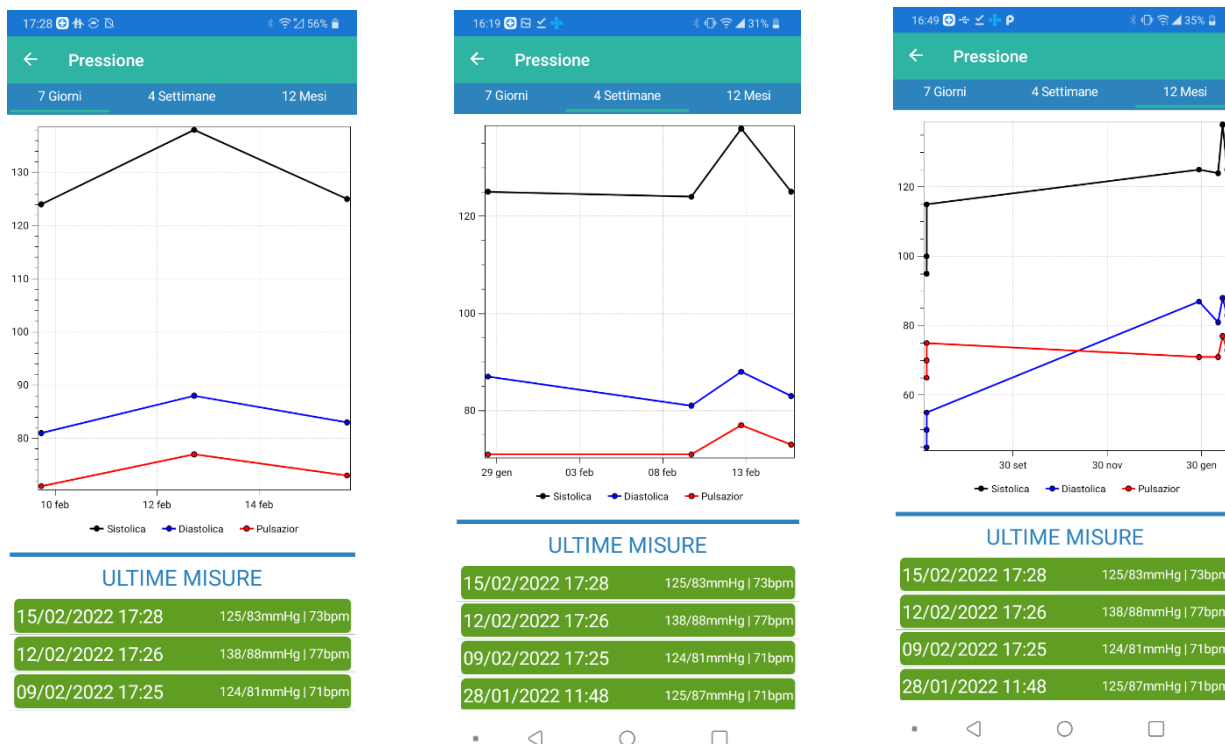 17:28 56%
Pressione
7 Giorni 4 Settimane 12 Mesi
130
120
110
100
90
80
10 feb 12 feb 14 feb
Sistolica Diastolica Pulsazior
ULTIME MISURE
15/02/2022 17:28 125/83mmHg | 73bpm
12/02/2022 17:26 138/88mmHg | 77bpm
09/02/2022 17:25 124/81mmHg | 71bpm
16:19 31%
Pressione
7 Giorni 4 Settimane 12 Mesi
120
100
80
29 gen 03 feb 08 feb 13 feb
Sistolica Diastolica Pulsazior
ULTIME MISURE
15/02/2022 17:28 125/83mmHg | 73bpm
12/02/2022 17:26 138/88mmHg | 77bpm
09/02/2022 17:25 124/81mmHg | 71bpm
28/01/2022 11:48 125/87mmHg | 71bpm
16:49 35%
Pressione
7 Giorni 4 Settimane 12 Mesi
120
100
80
60
30 set 30 nov 30 gen
Sistolica Diastolica Pulsazior
ULTIME MISURE
15/02/2022 17:28 125/83mmHg | 73bpm
12/02/2022 17:26 138/88mmHg | 77bpm
09/02/2022 17:25 124/81mmHg | 71bpm
28/01/2022 11:48 125/87mmHg | 71bpm